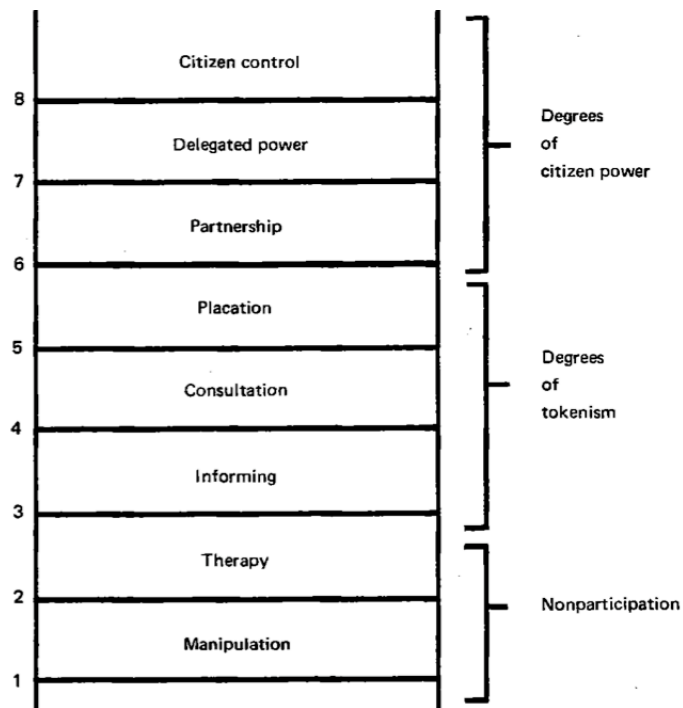 Citizen control
8
Delegated power
7
Partnership
6
Placation
5
Consultation
4
Informing
3
Therapy
2
Manipulation
1
Degrees
of
citizen power
Degrees
of
tokenism
Nonparticipation